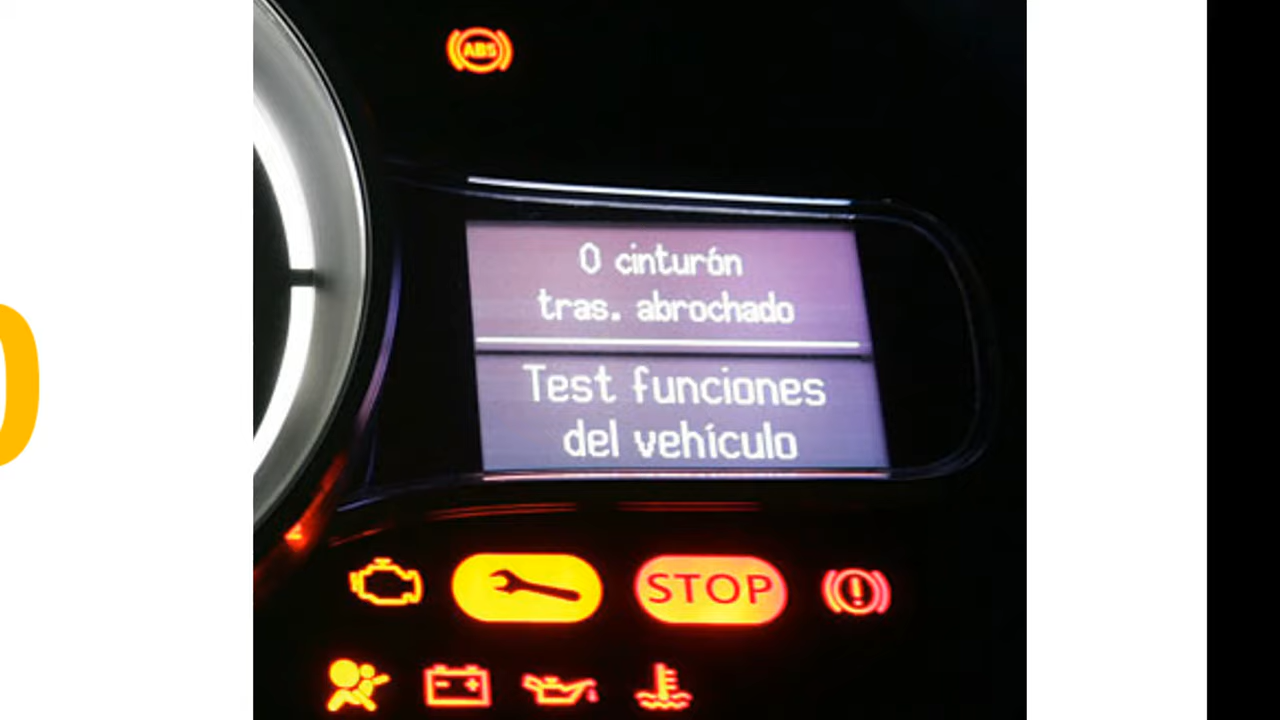 ABS
0 cinturón
tras. abrochado
Test funciones
del vehículo
STOP